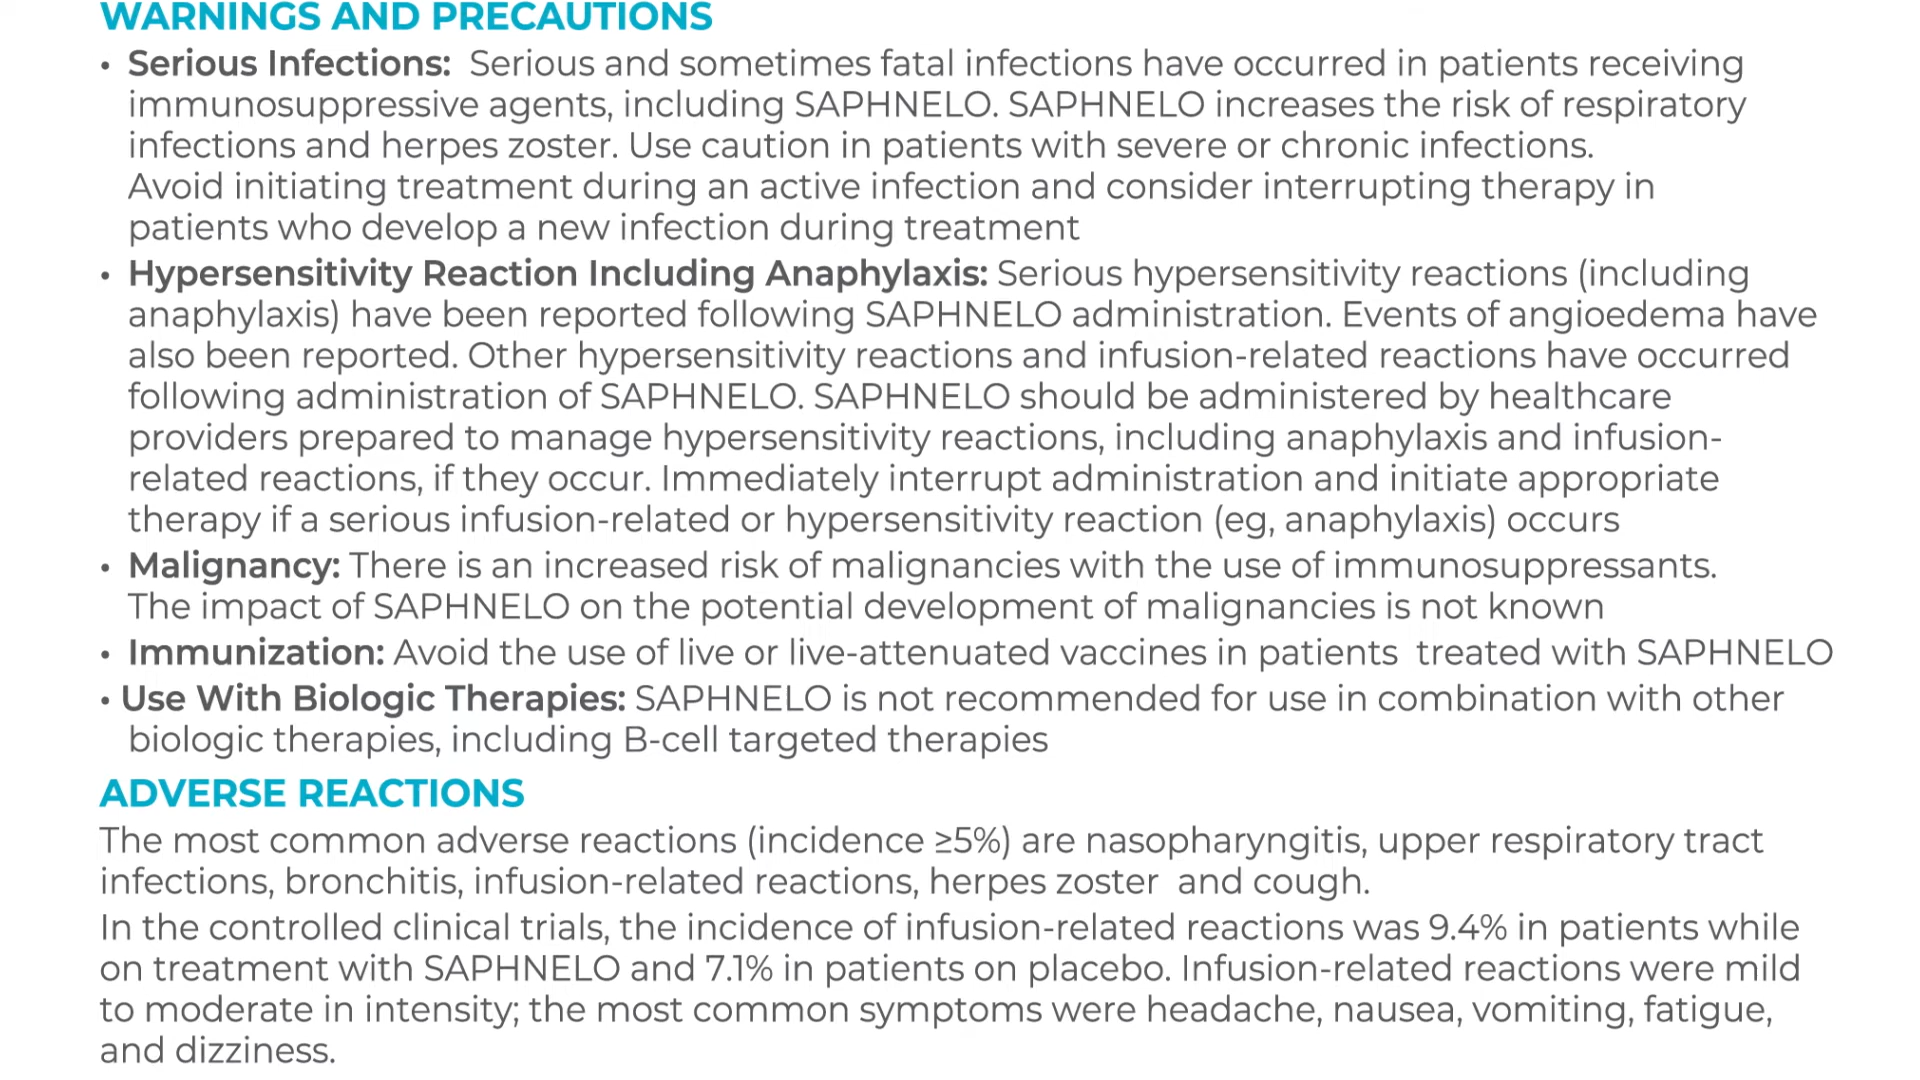 WARNINGS AND PRECAUTIONS
• Serious Infections: Serious and sometimes fatal infections have occurred in patients receiving
immunosuppressive agents, including SAPHNELO. SAPHNELO increases the risk of respiratory
infections and herpes zoster. Use caution in patients with severe or chronic infections.
Avoid initiating treatment during an active infection and consider interrupting therapy in
patients who develop a new infection during treatment
• Hypersensitivity Reaction Including Anaphylaxis: Serious hypersensitivity reactions (including
anaphylaxis) have been reported following SAPHNELO administration. Events of angioedema have
also been reported. Other hypersensitivity reactions and infusion-related reactions have occurred
following administration of SAPHNELO. SAPHNELO should be administered by healthcare
providers prepared to manage hypersensitivity reactions, including anaphylaxis and infusion-
related reactions, if they occur. Immediately interrupt administration and initiate appropriate
therapy if a serious infusion-related or hypersensitivity reaction (eg, anaphylaxis) occurs
• Malignancy: There is an increased risk of malignancies with the use of immunosuppressants.
The impact of SAPHNELO on the potential development of malignancies is not known
• Immunization: Avoid the use of live or live-attenuated vaccines in patients treated with SAPHNELO
• Use With Biologic Therapies: SAPHNELO is not recommended for use in combination with other
biologic therapies, including B-cell targeted therapies
ADVERSE REACTIONS
The most common adverse reactions (incidence ≥5%) are nasopharyngitis, upper respiratory tract
infections, bronchitis, infusion-related reactions, herpes zoster and cough.
In the controlled clinical trials, the incidence of infusion-related reactions was 9.4% in patients while
on treatment with SAPHNELO and 7.1% in patients on placebo. Infusion-related reactions were mild
to moderate in intensity; the most common symptoms were headache, nausea, vomiting, fatigue,
and dizziness.